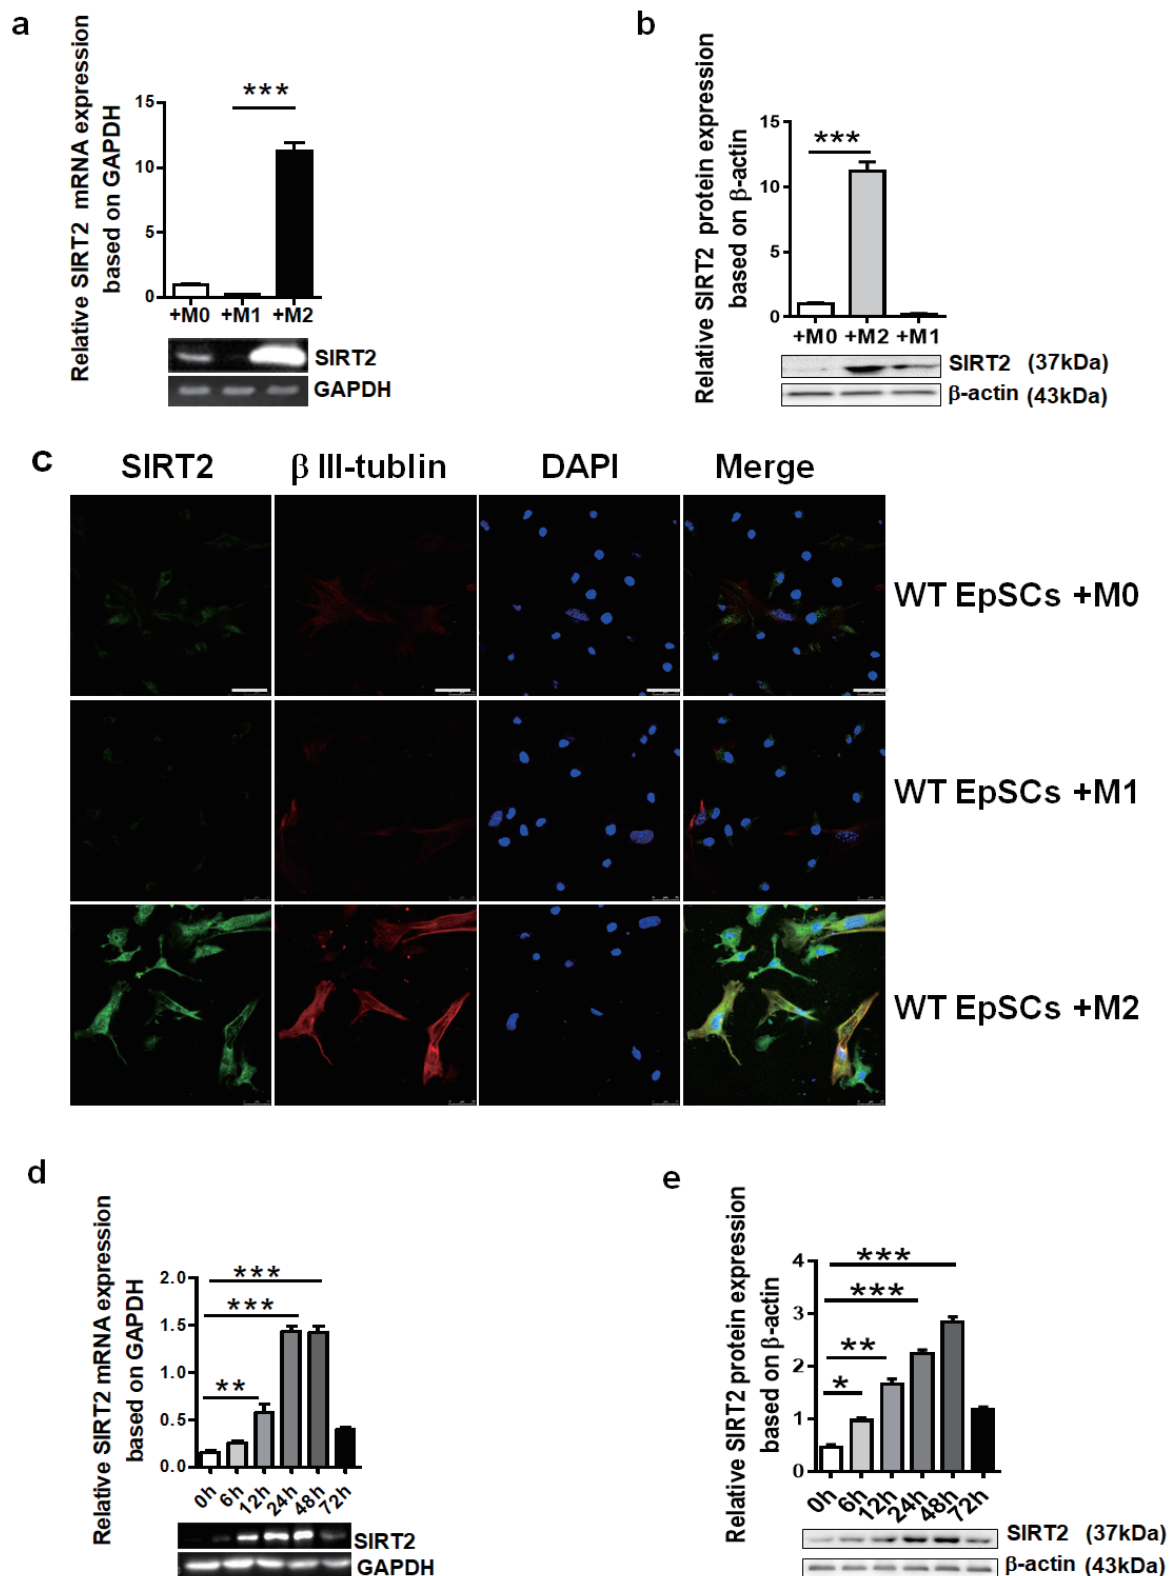 a
Relative SIRT2 mRNA expression
based on GAPDH
15
10
5
0
***
+M0 +M1 +M2
SIRT2
GAPDH
b
Relative SIRT2 protein expression
based on β-actin
15
10
5
0
***
+M0 +M2 +M1
SIRT2 (37kDa)
β-actin (43kDa)
c
SIRT2 β III-tublin DAPI Merge
WT EpSCs +M0
WT EpSCs +M1
WT EpSCs +M2
d
Relative SIRT2 mRNA expression
based on GAPDH
2.0
1.5
1.0
0.5
0.0
***
***
**
0h 6h 12h 24h 48h 72h
SIRT2
GAPDH
e
Relative SIRT2 protein expression
based on β-actin
4
3
2
1
0
***
***
**
*
0h 6h 12h 24h 48h 72h
SIRT2 (37kDa)
β-actin (43kDa)